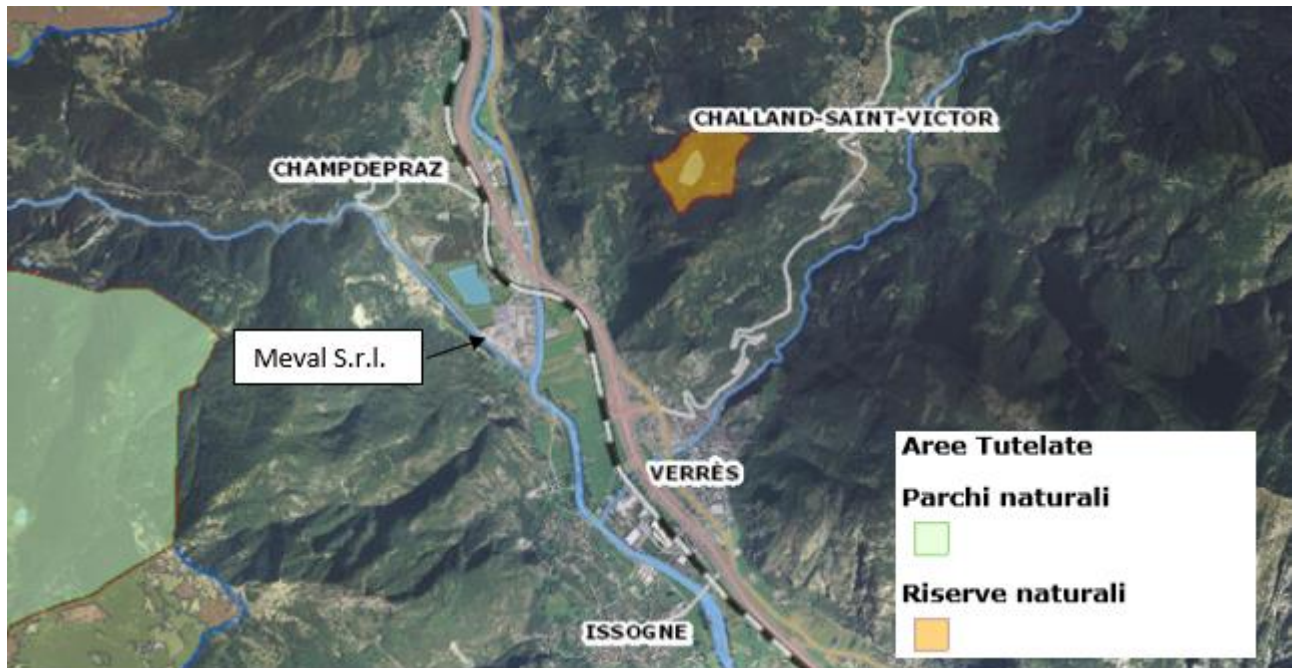 CHALLAND-SAINT-VICTOR
CHAMPDEPRAZ
Meval S.r.l.
VERRÈS
ISSOGNE
Aree Tutelate
Parchi naturali
Riserve naturali